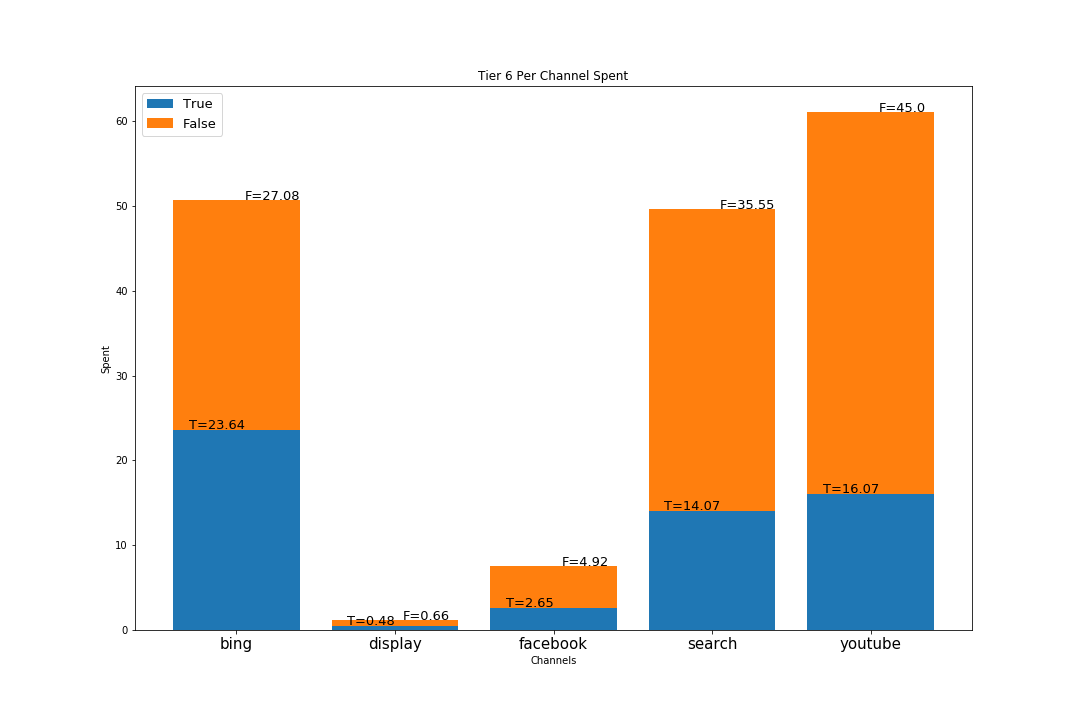 Tier 6 Per Channel Spent
True
False
60
50
40
30
20
10
0
Spent
F=27.08
T=23.64
T=0.48
F=0.66
F=4.92
T=2.65
F=35.55
T=14.07
F=45.0
T=16.07
bing
display
facebook
search
youtube
Channels